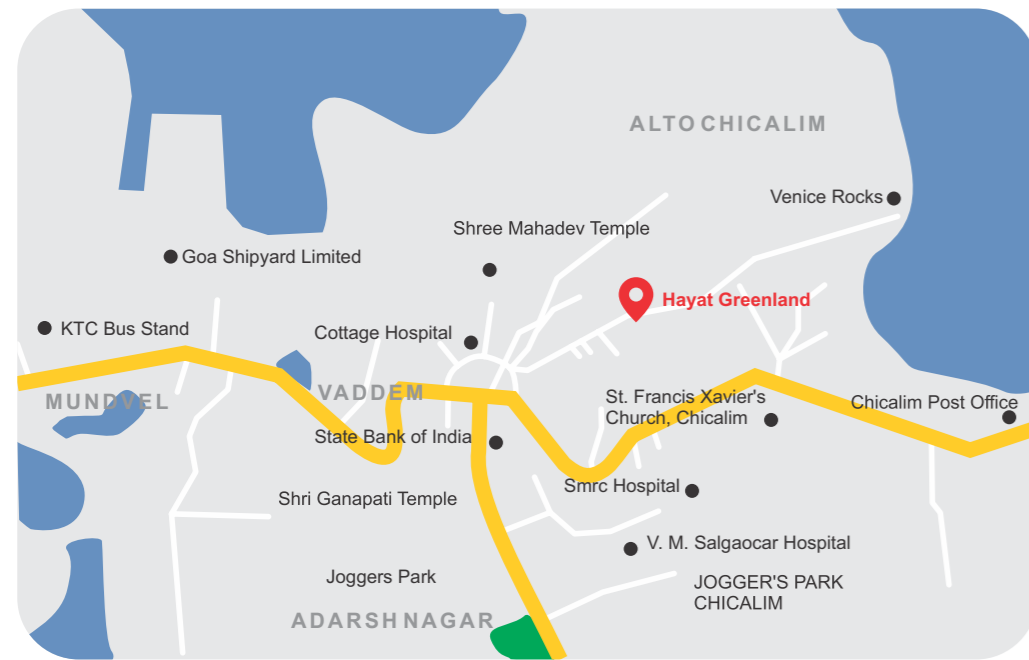 ALTO CHICALIM
Venice Rocks
Shree Mahadev Temple
Goa Shipyard Limited
Hayat Greenland
KTC Bus Stand
Cottage Hospital
VADDEM
MUNDVEL
St. Francis Xavier's
Church, Chicalim
Chicalim Post Office
State Bank of India
Smrc Hospital
Shri Ganapati Temple
V. M. Salgaocar Hospital
Joggers Park
JOGGER'S PARK
CHICALIM
ADARSH NAGAR